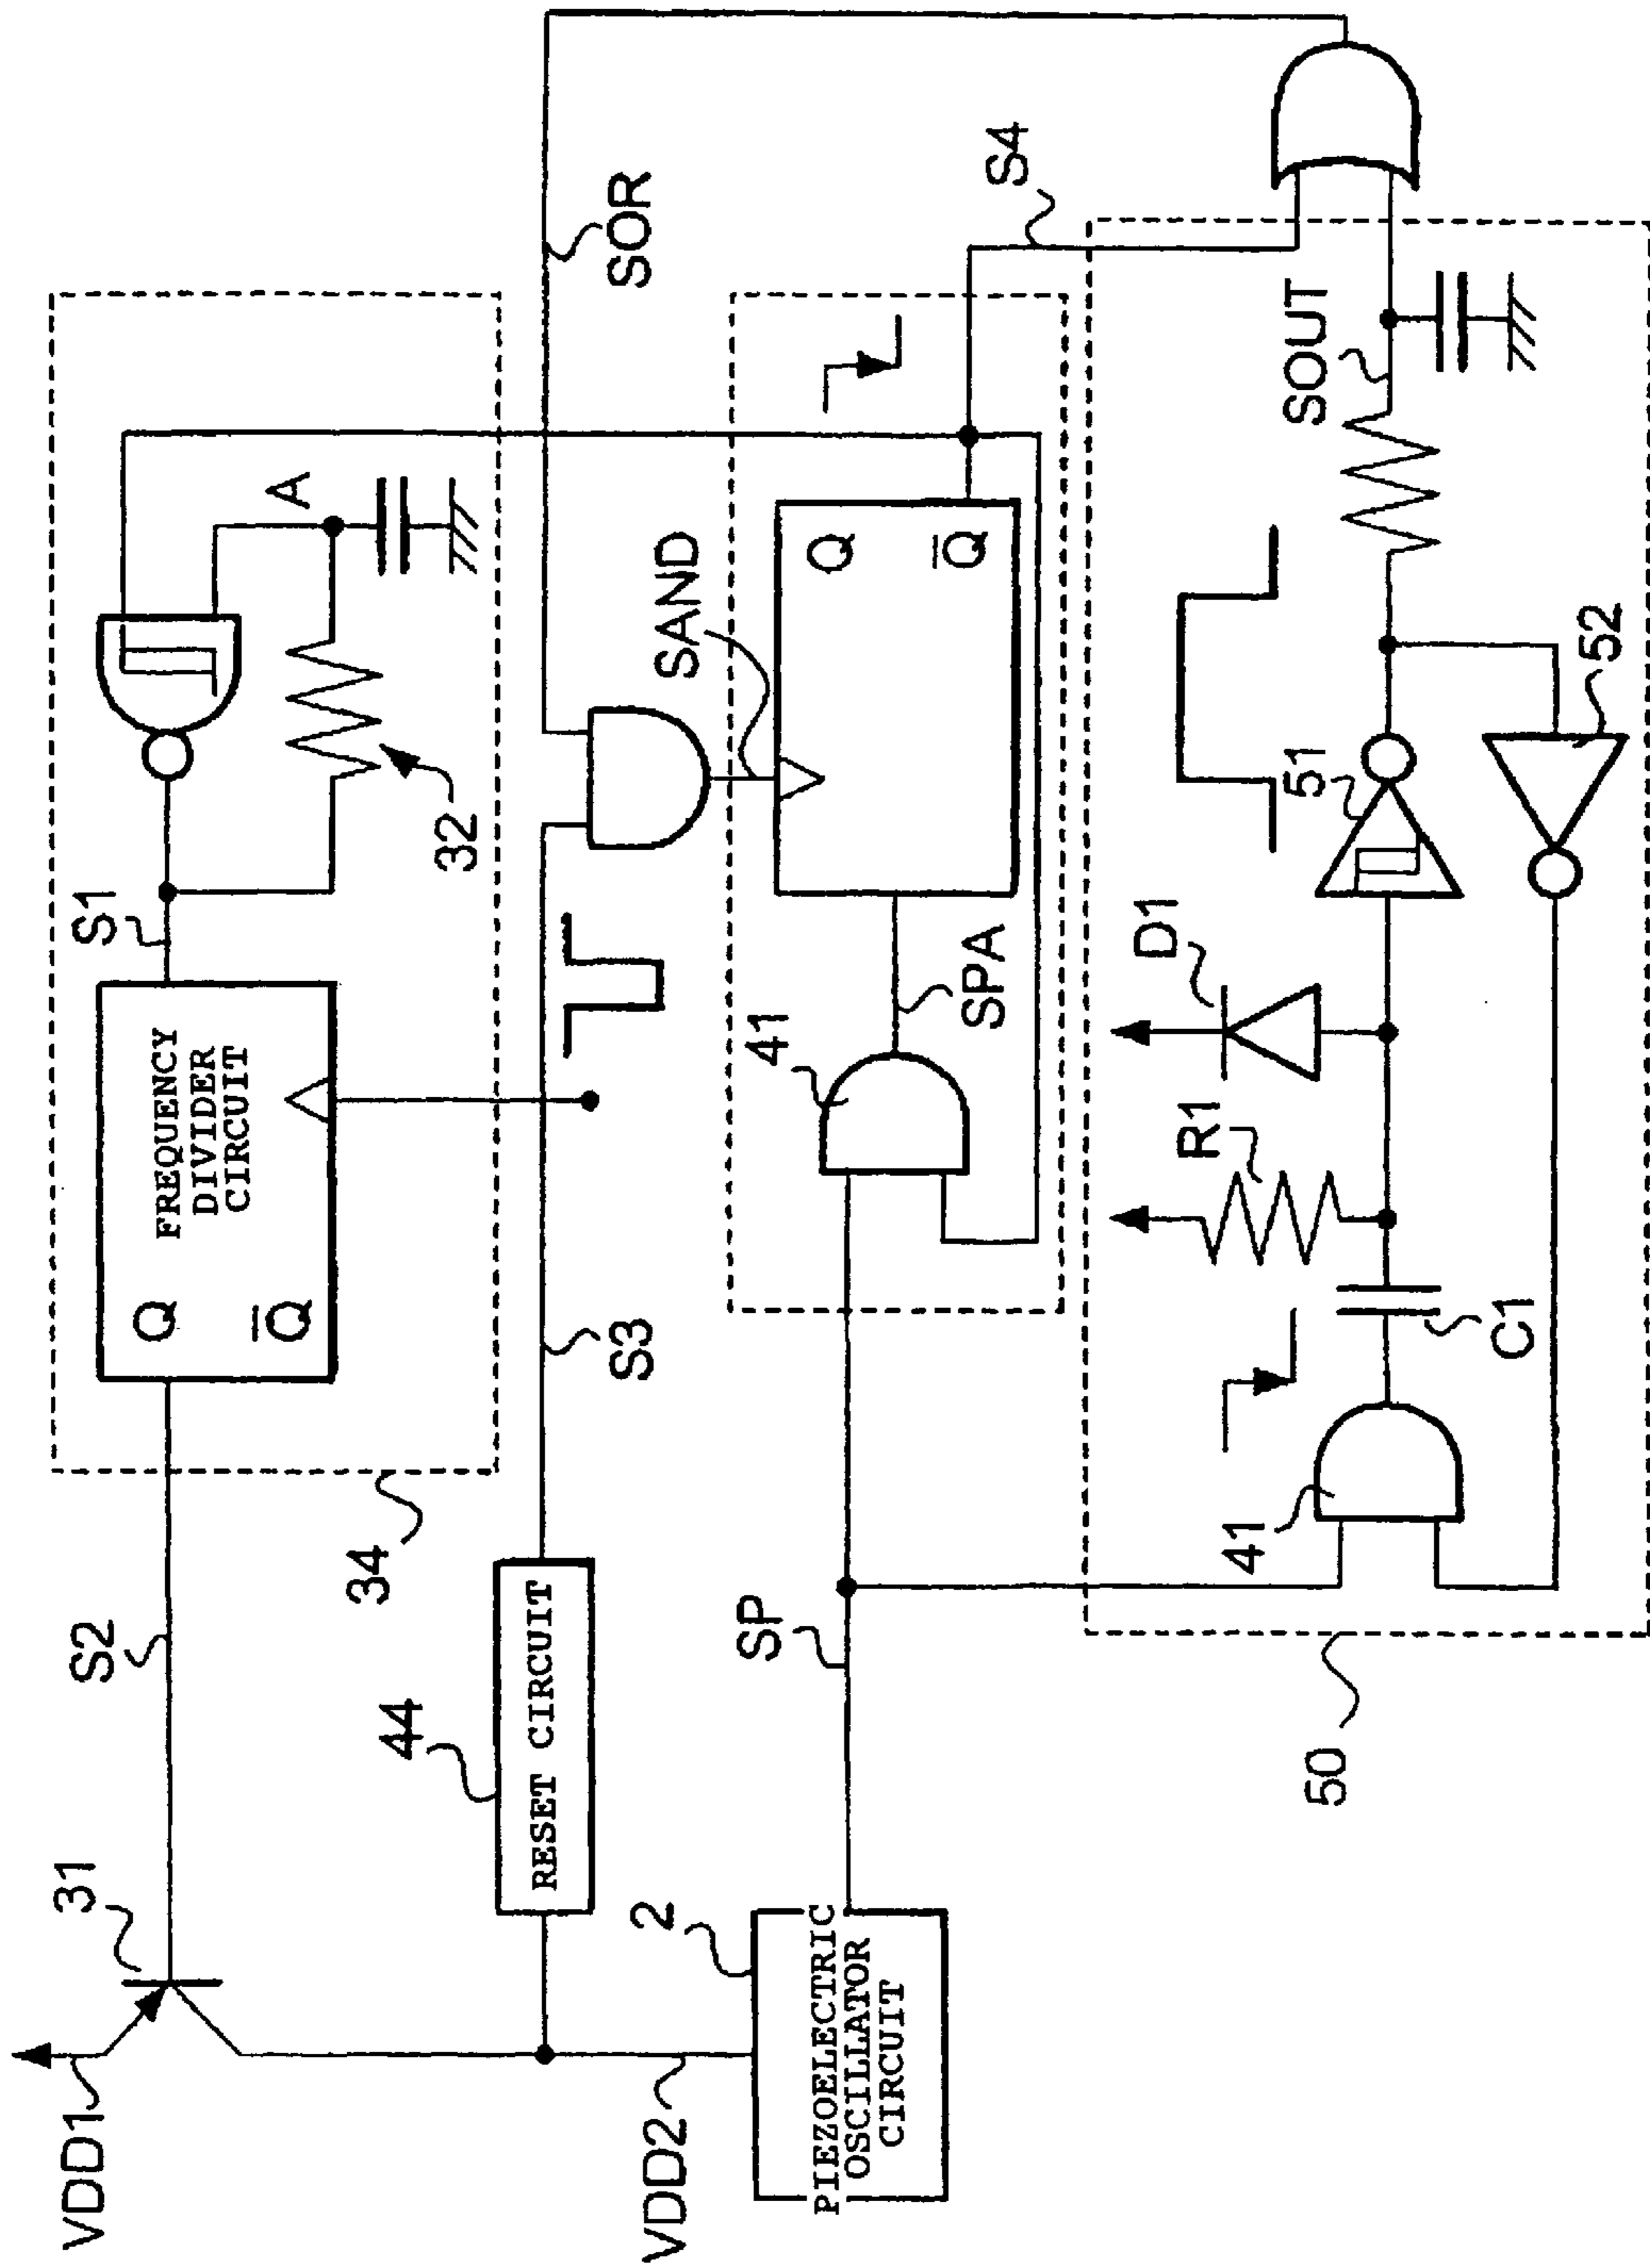 VDD1
31
S2
Q
Q
FREQUENCY
DIVIDER
CIRCUIT
S1
32
A
34
44
RESET CIRCUIT
S3
SOR
SAND
VDD2
2
PIEZOELECTRIC
OSCILLATOR
CIRCUIT
SP
41
SPA
Q
Q
S4
50
41
C1
R1
D1
51
52
SOUT